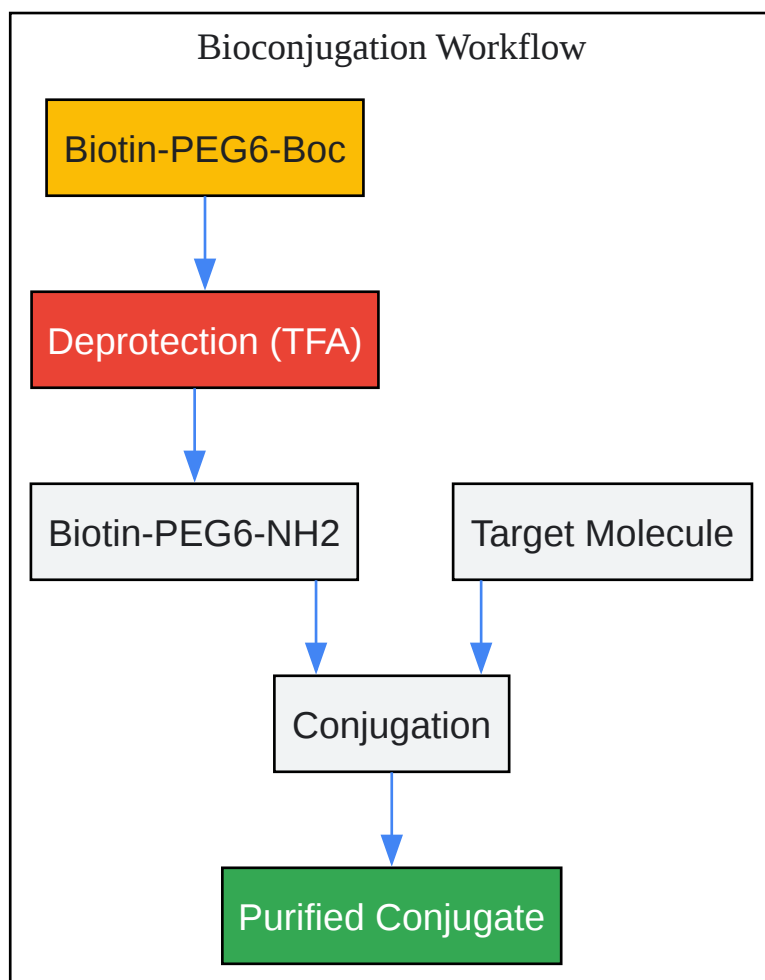 Bioconjugation Workflow
Biotin-PEG6-Boc
Deprotection (TFA)
Biotin-PEG6-NH2
Target Molecule
Conjugation
Purified Conjugate